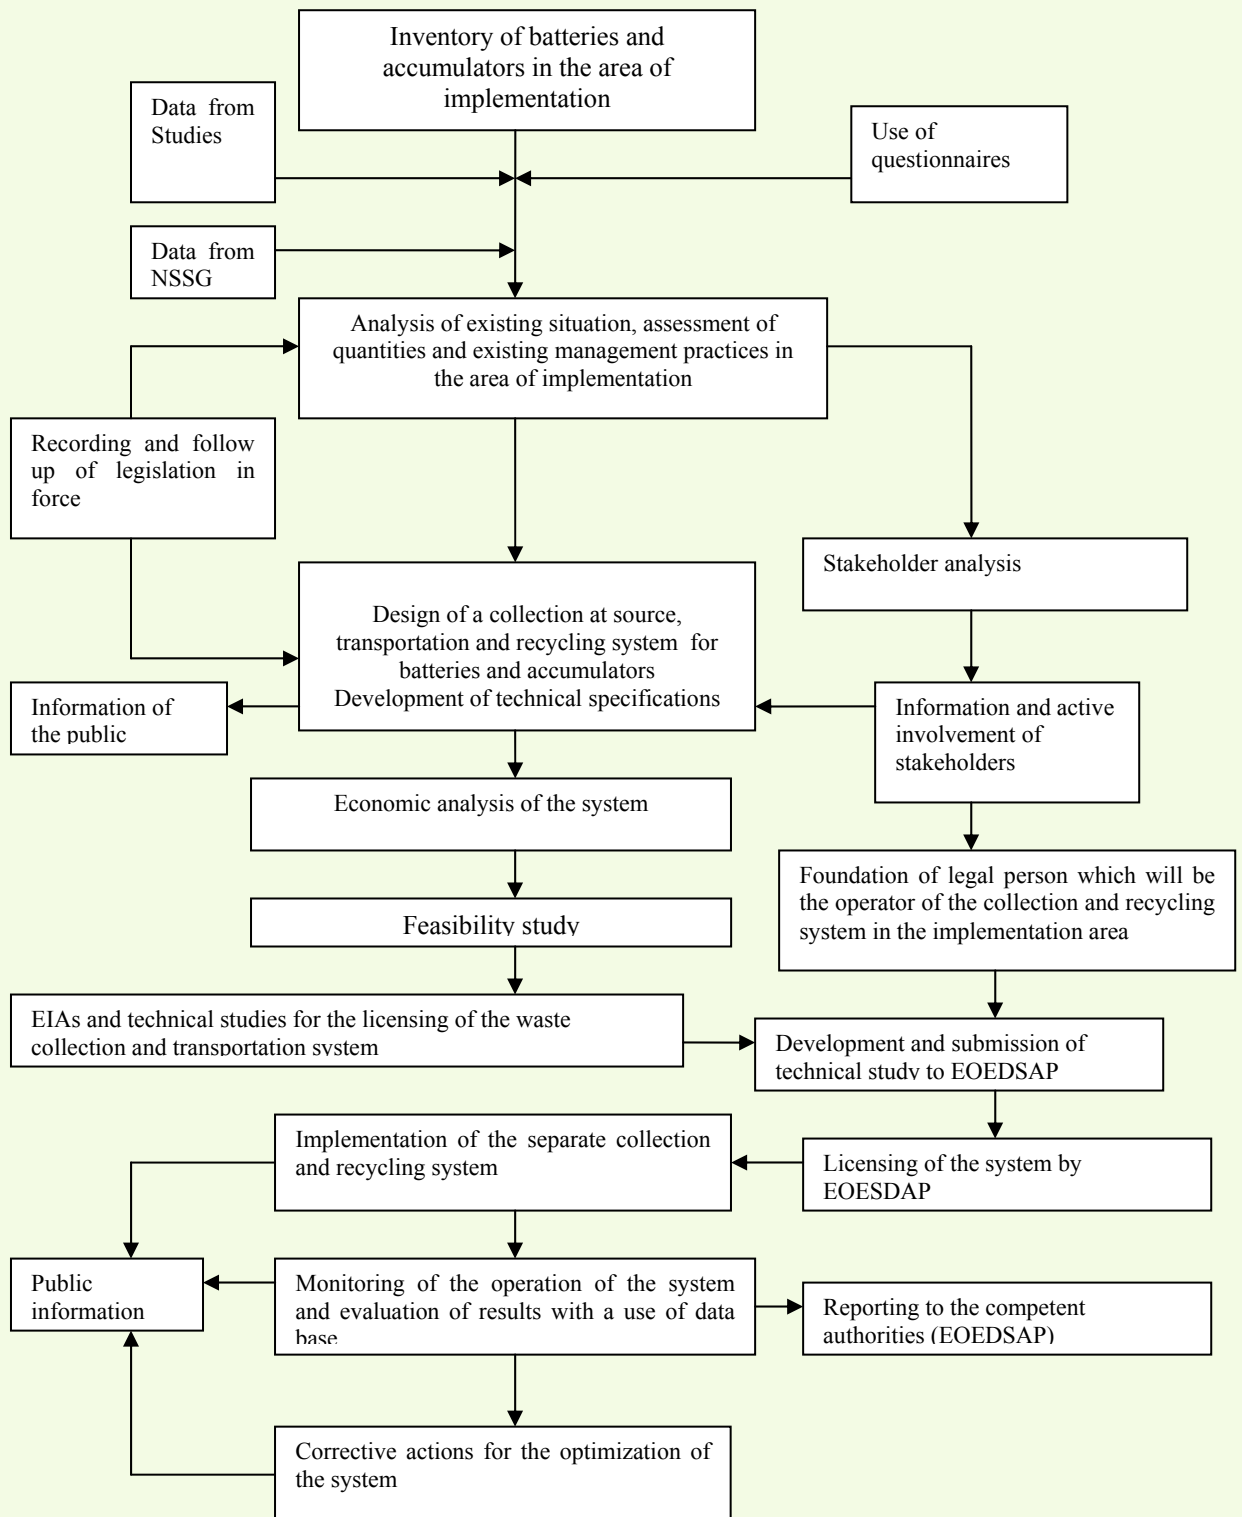 Inventory of batteries and
accumulators in the area of
implementation
Data from
Studies
Use of
questionnaires
Data from
NSSG
Analysis of existing situation, assessment of
quantities and existing management practices in
the area of implementation
Recording and follow
up of legislation in
force
Stakeholder analysis
Design of a collection at source,
transportation and recycling system for
batteries and accumulators
Development of technical specifications
Information of
the public
Information and active
involvement of
stakeholders
Economic analysis of the system
Foundation of legal person which will be
the operator of the collection and recycling
system in the implementation area
Feasibility study
EIAs and technical studies for the licensing of the waste
collection and transportation system
Development and submission of
technical study to EOEDSAP
Implementation of the separate collection
and recycling system
Licensing of the system by
EOESDAP
Public
information
Monitoring of the operation of the system
and evaluation of results with a use of data
base
Reporting to the competent
authorities (EOEDSAP)
Corrective actions for the optimization of
the system